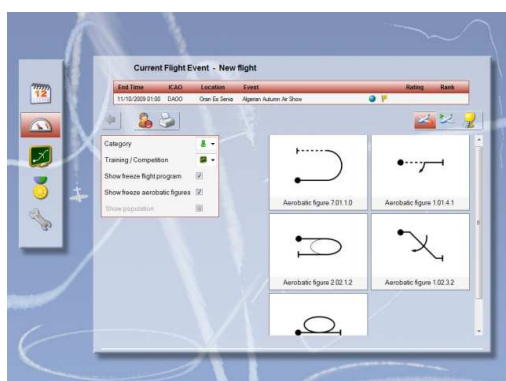 Current Flight Event - New flight
End Time ICAO Location Event Rating Rank
11/10/2009 01:00 DAOO Oran Es Senia Algerian Autumn Air Show
12
Category
Training / Competition
Show freeze flight program
Show freeze aerobatic figures
Show population
Aerobatic figure 7.01.1.0
Aerobatic figure 1.01.4.1
Aerobatic figure 2.02.1.2
Aerobatic figure 1.02.3.2